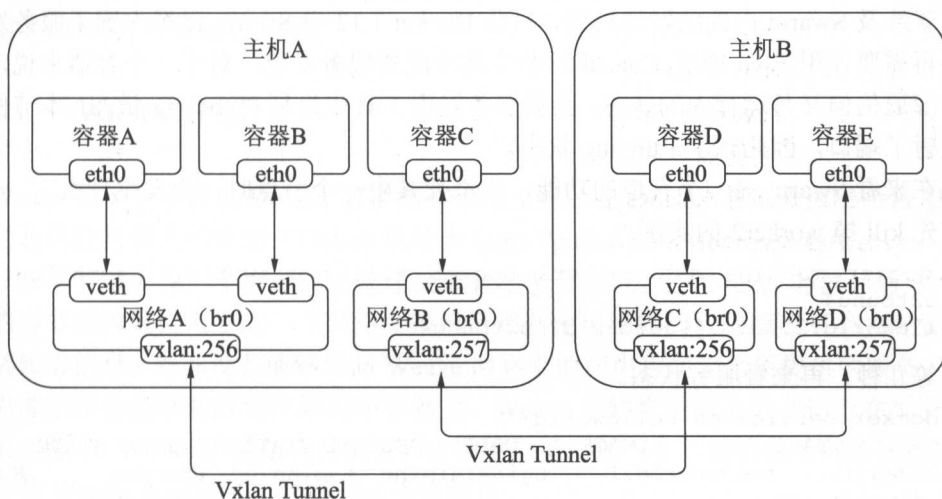 主机A
主机B
容器A
容器B
容器C
容器D
容器E
eth0
eth0
eth0
eth0
eth0
veth
veth
veth
veth
veth
网络A（br0）
网络B（br0）
网络C（br0）
网络D（br0）
vxlan:256
vxlan:257
vxlan:256
vxlan:257
Vxlan Tunnel
Vxlan Tunnel